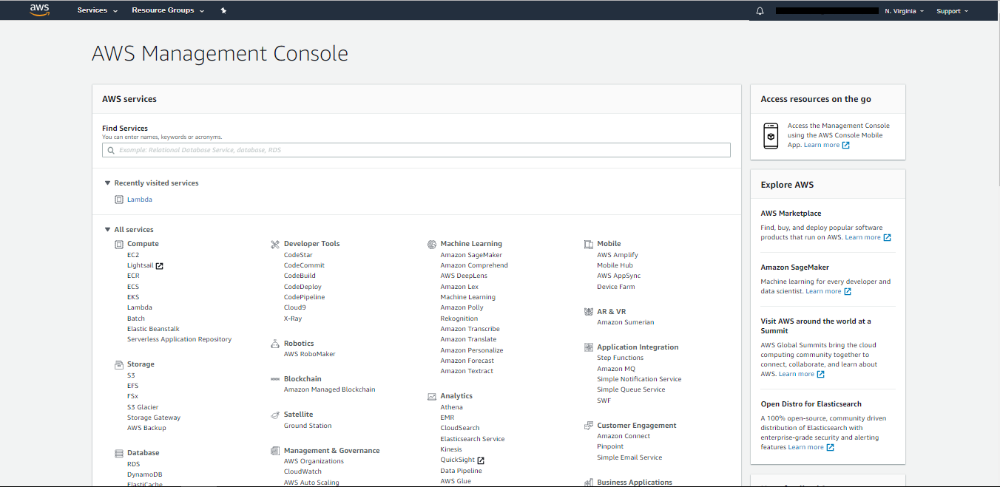 aws Services Resource Groups N. Virginia Support
AWS Management Console
AWS services
Find Services
You can enter names, keywords or acronyms.
Example: Relational Database Service, database, RDS
Recently visited services
Lambda
All services
Compute
EC2
Lightsail
ECR
ECS
EKS
Lambda
Batch
Elastic Beanstalk
Serverless Application Repository
Storage
S3
EFS
FSx
S3 Glacier
Storage Gateway
AWS Backup
Database
RDS
DynamoDB
ElastiCache
Developer Tools
CodeStar
CodeCommit
CodeBuild
CodeDeploy
CodePipeline
Cloud9
X-Ray
Robotics
AWS RoboMaker
Blockchain
Amazon Managed Blockchain
Satellite
Ground Station
Management & Governance
AWS Organizations
CloudWatch
AWS Auto Scaling
Machine Learning
Amazon SageMaker
Amazon Comprehend
AWS DeepLens
Amazon Lex
Machine Learning
Amazon Polly
Rekognition
Amazon Transcribe
Amazon Translate
Amazon Personalize
Amazon Forecast
Amazon Textract
Analytics
Athena
EMR
CloudSearch
Elasticsearch Service
Kinesis
QuickSight
Data Pipeline
AWS Glue
Mobile
AWS Amplify
Mobile Hub
AWS AppSync
Device Farm
AR & VR
Amazon Sumerian
Application Integration
Step Functions
Amazon MQ
Simple Notification Service
Simple Queue Service
SWF
Customer Engagement
Amazon Connect
Pinpoint
Simple Email Service
Business Applications
Access resources on the go
Access the Management Console
using the AWS Console Mobile
App. Learn more
Explore AWS
AWS Marketplace
Find, buy, and deploy popular software
products that run on AWS. Learn more
Amazon SageMaker
Machine learning for every developer and
data scientist. Learn more
Visit AWS around the world at a
Summit
AWS Global Summits bring the cloud
computing community together to
connect, collaborate, and learn about
AWS. Learn more
Open Distro for Elasticsearch
A 100% open-source, community driven
distribution of Elasticsearch with
enterprise-grade security and alerting
features Learn more